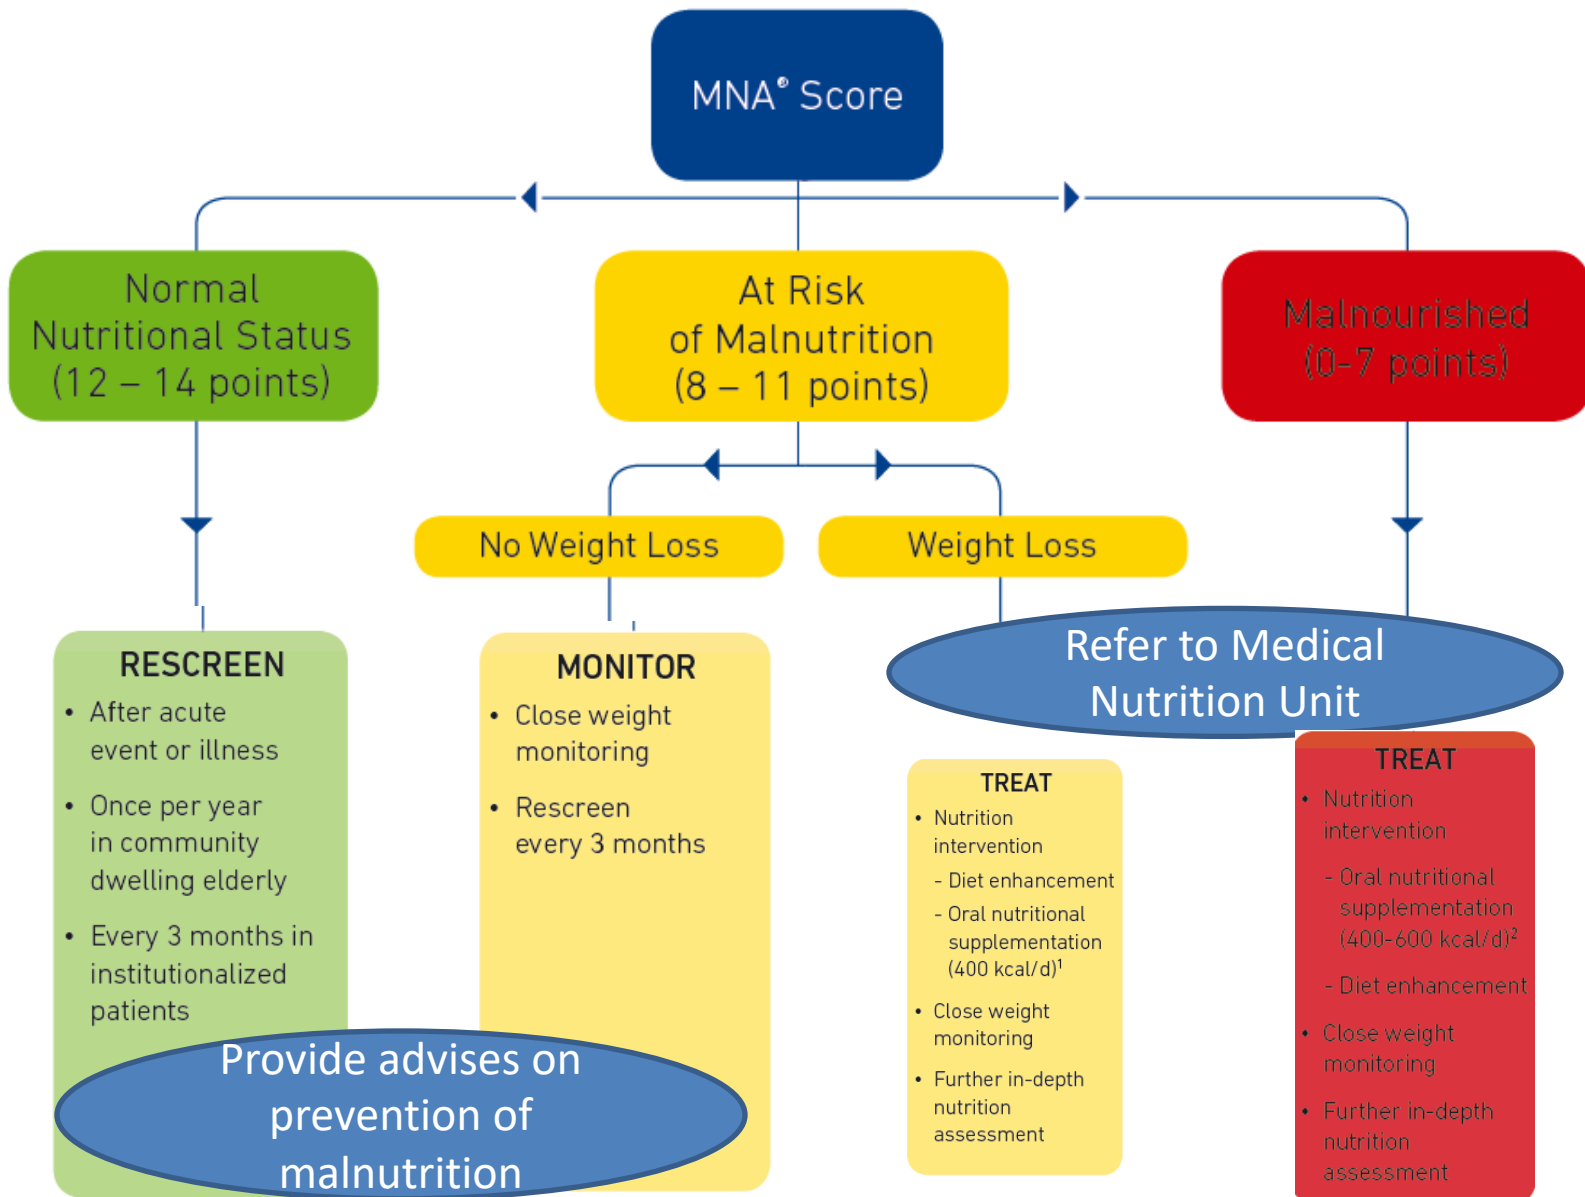 MNA® Score
Normal
Nutritional Status
(12 – 14 points)
At Risk
of Malnutrition
(8 – 11 points)
Malnourished
(0-7 points)
No Weight Loss
Weight Loss
RESCREEN
• After acute
event or illness
• Once per year
in community
dwelling elderly
• Every 3 months in
institutionalized
patients
MONITOR
• Close weight
monitoring
• Rescreen
every 3 months
Provide advises on
prevention of
malnutrition
Refer to Medical
Nutrition Unit
TREAT
• Nutrition
intervention
- Diet enhancement
- Oral nutritional
supplementation
(400 kcal/d)¹
• Close weight
monitoring
• Further in-depth
nutrition
assessment
TREAT
• Nutrition
intervention
- Oral nutritional
supplementation
(400-600 kcal/d)²
- Diet enhancement
• Close weight
monitoring
• Further in-depth
nutrition
assessment